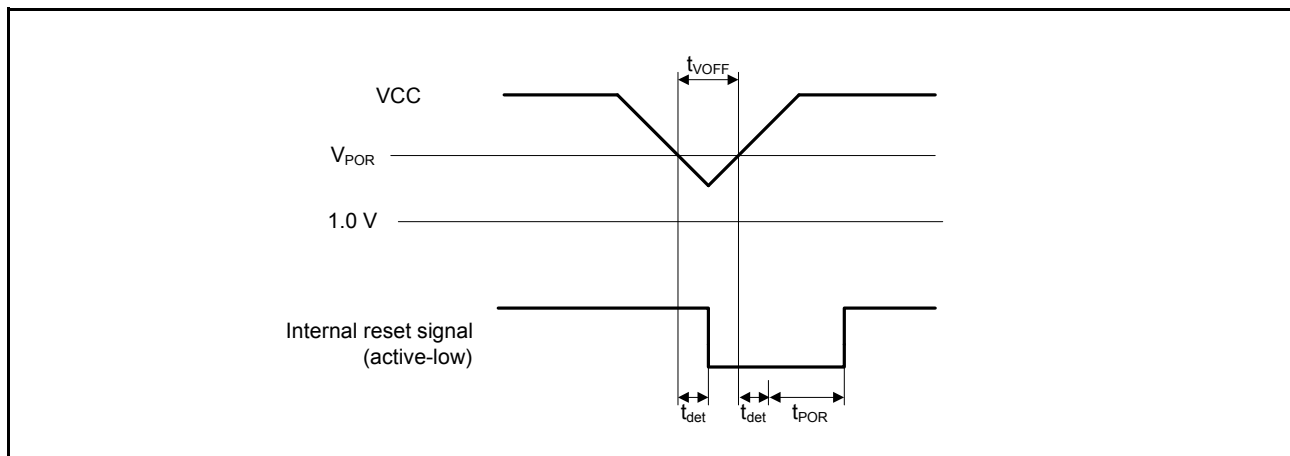 tVOFF
VCC
VPOR
1.0 V
Internal reset signal
(active-low)
tdet
tdet
tPOR